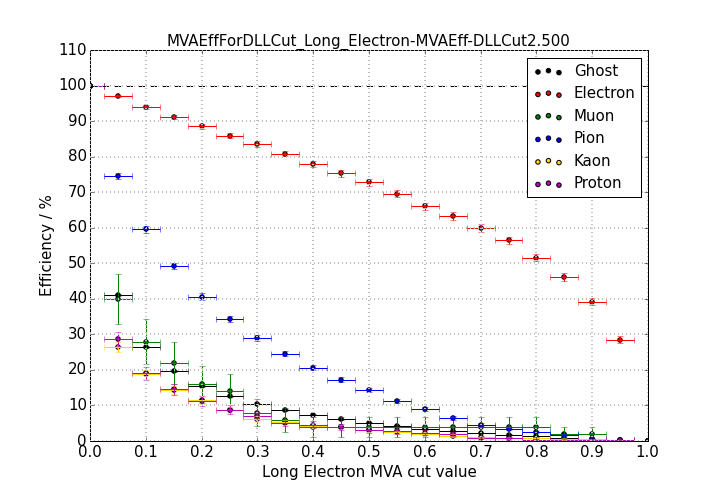 MVAEffForDLLCut_Long_Electron-MVAEff-DLLCut2.500
110
100
90
80
70
60
50
40
30
20
10
0
Efficiency / %
Ghost
Electron
Muon
Pion
Kaon
Proton
0.0 0.1 0.2 0.3 0.4 0.5 0.6 0.7 0.8 0.9 1.0
Long Electron MVA cut value